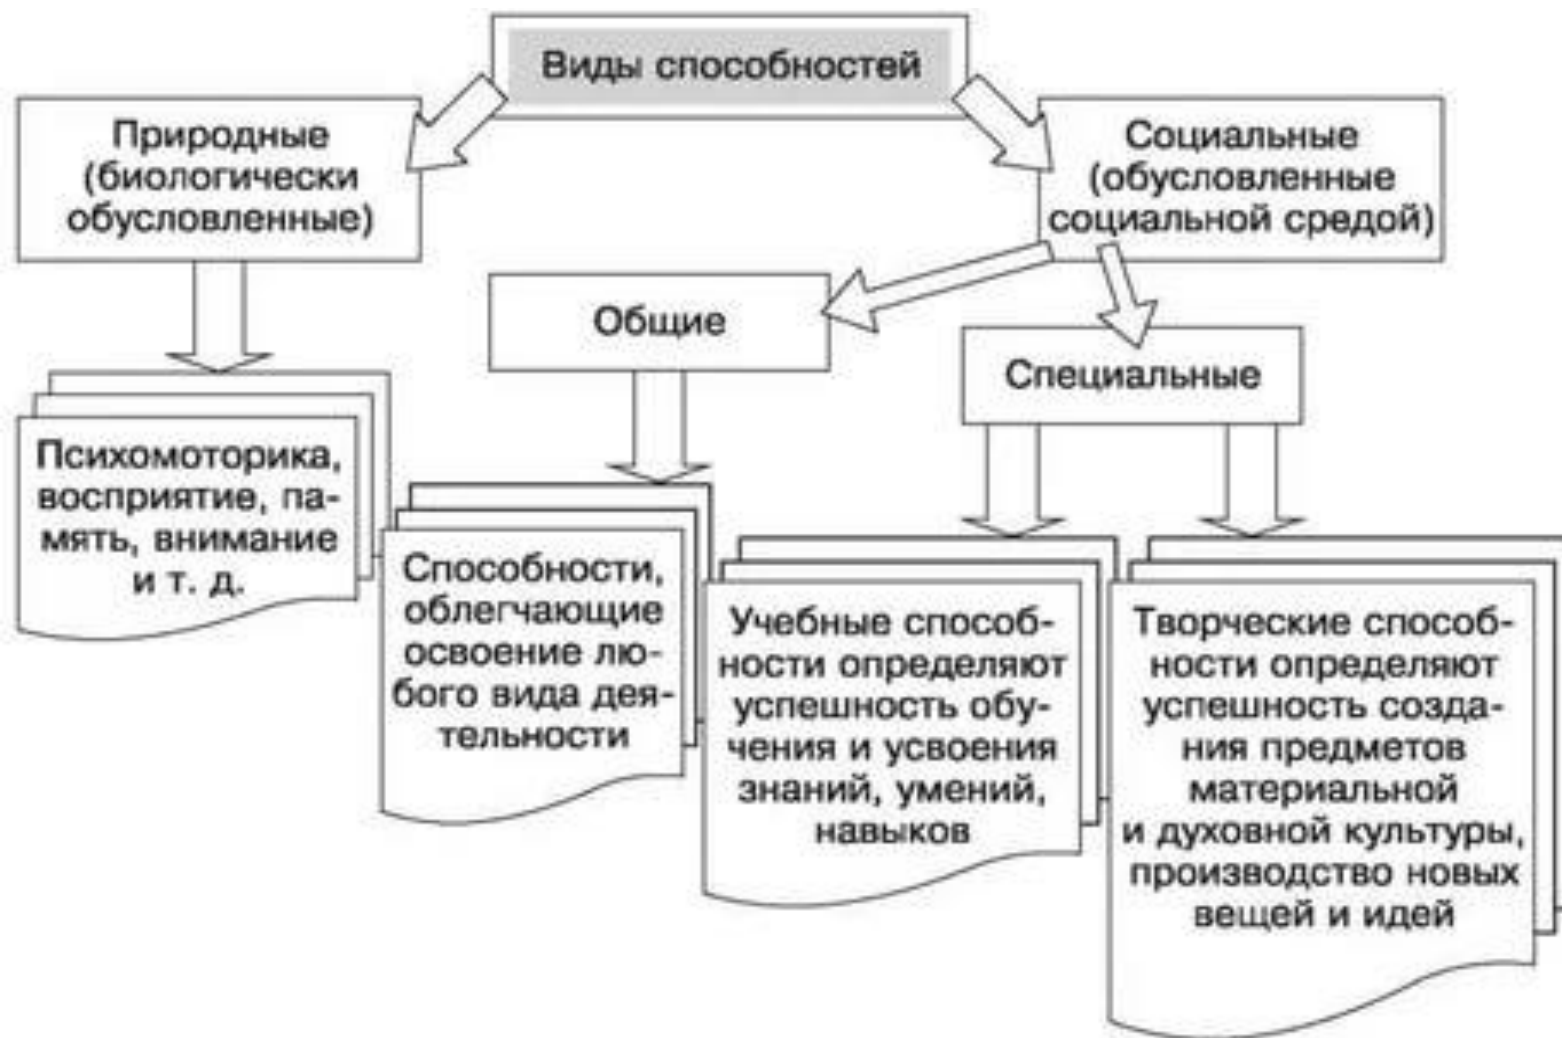 Виды способностей
Природные
(биологически
обусловленные)
Социальные
(обусловленные
социальной средой)
Общие
Специальные
Психомоторика,
восприятие, па-
мять, внимание
и т. д.
Способности,
облегчающие
освоение лю-
бого вида дея-
тельности
Учебные способ-
ности определяют
успешность обу-
чения и усвоения
знаний, умений,
навыков
Творческие способ-
ности определяют
успешность созда-
ния предметов
материальной
и духовной культуры,
производство новых
вещей и идей